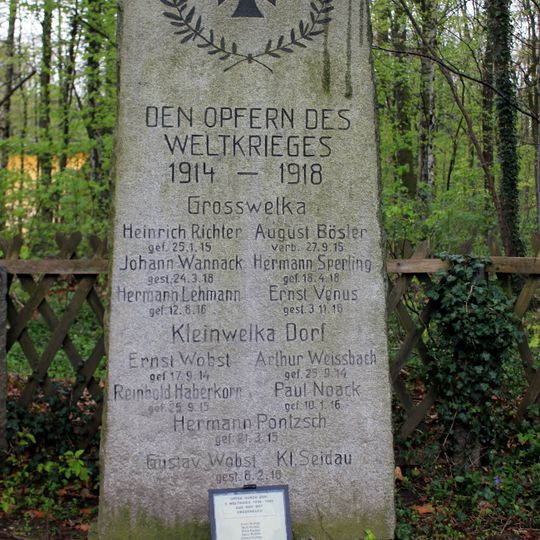 DEN OPFERN DES
WELTKRIEGES
1914 – 1918
Grosswelka
Heinrich Richter August Bösler
gef. 25.1.15 verb. 27.9.15
Johann Wannack Hermann Sperling
gest. 24.3.18 gef. 18.4.18
Hermann Lehmann Ernst Venus
gef. 12.8.16 gest. 3.11.16
Kleinwelka Dorf
Ernst Wobst Arthur Weissbach
gef. 17.9.14 gef. 25.9.14
Reinhold Haberkorn Paul Noack
gef. 25.9.15 gef. 10.1.16
Hermann Pöntzsch
gef. 21.3.15
Gustav Wobst Kl. Seidau
gest. 8.2.16